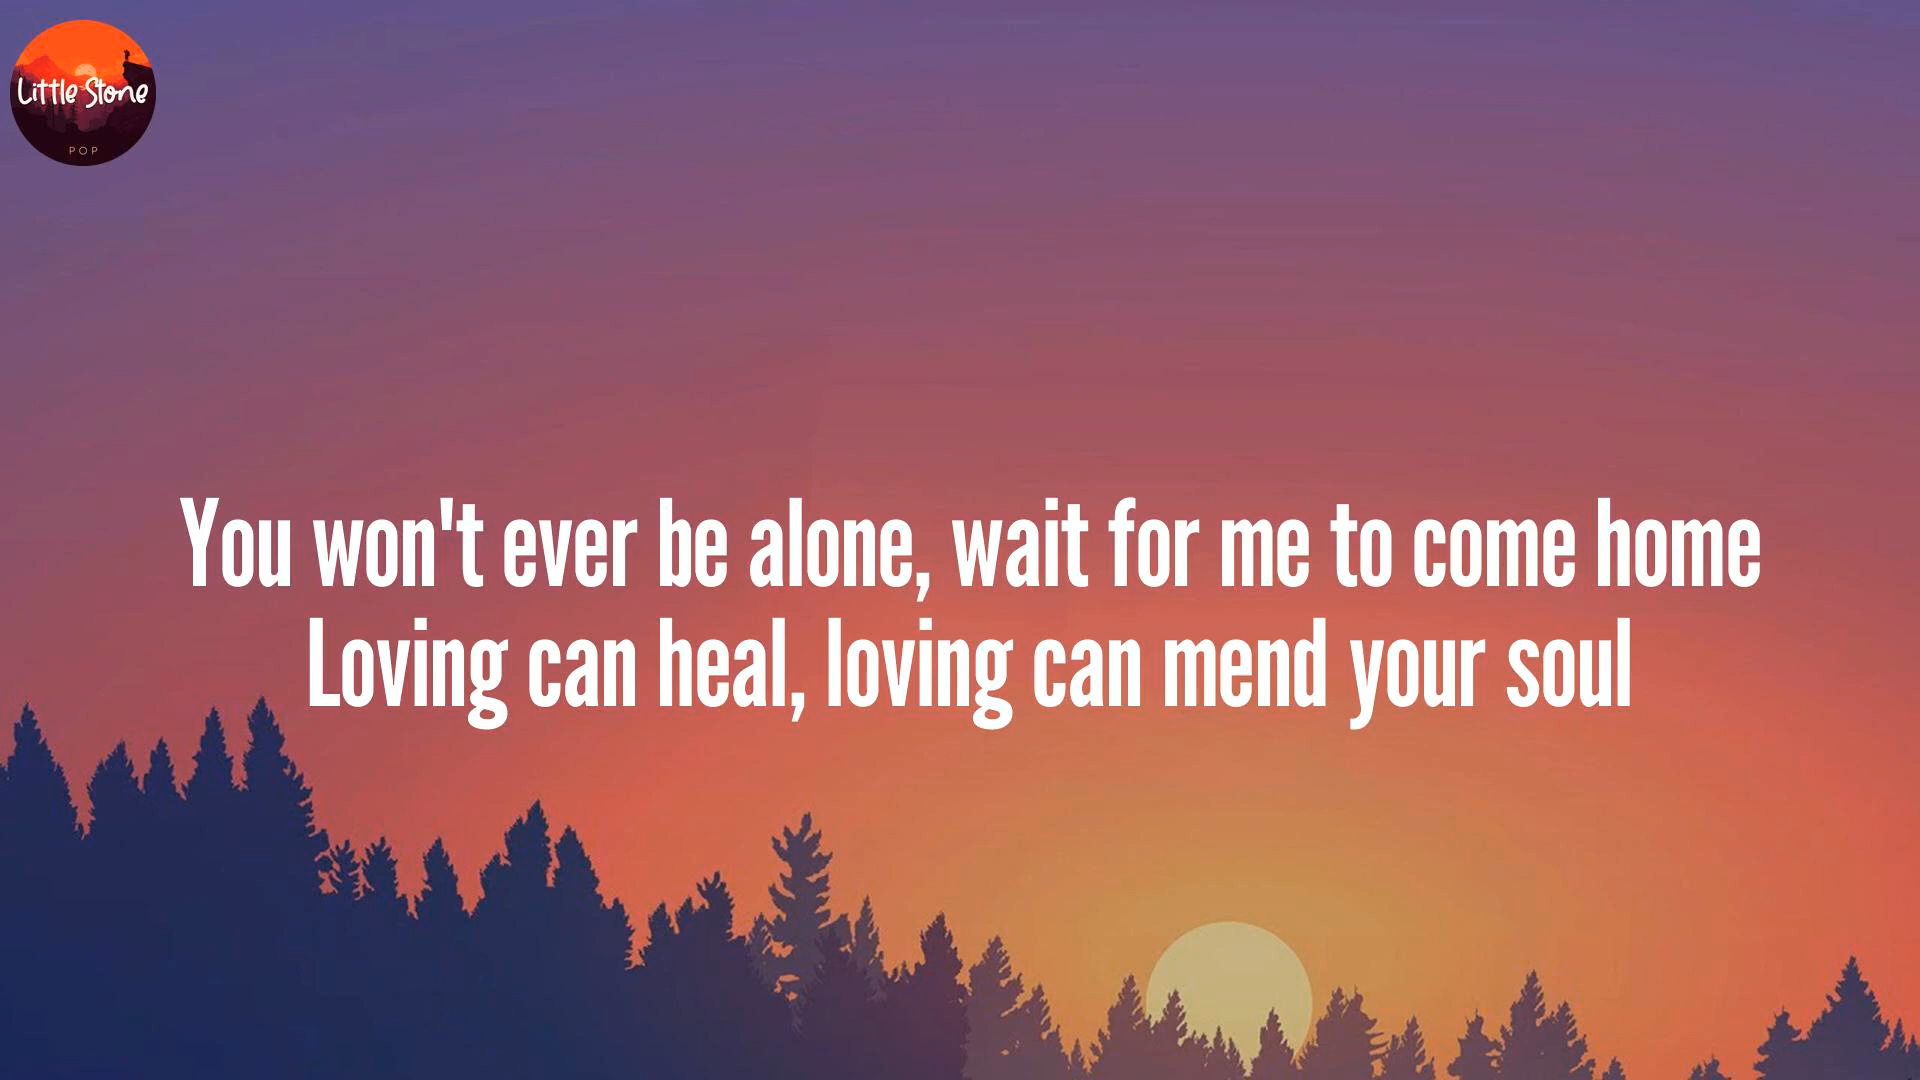 Little Stone
POP
You won't ever be alone, wait for me to come home
Loving can heal, loving can mend your soul